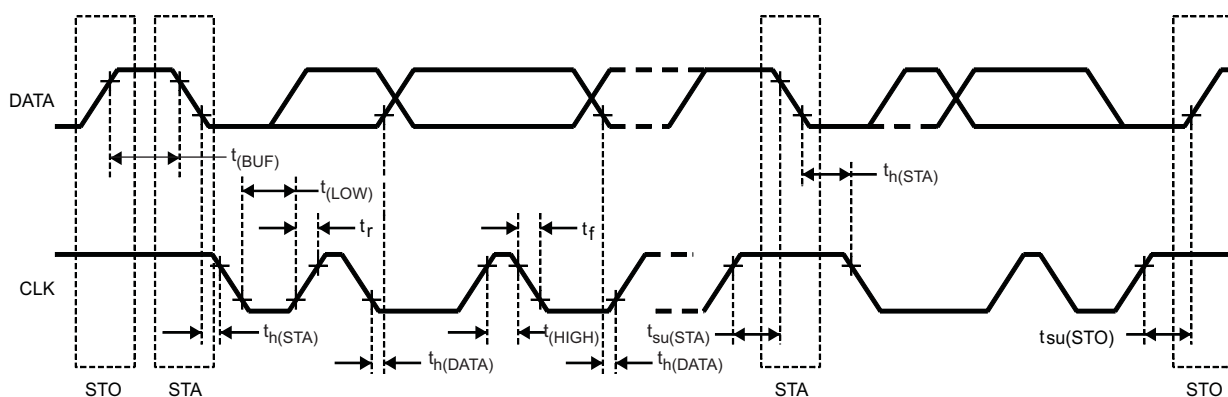 DATA
t(BUF)
t(LOW)
th(STA)
tr
tf
CLK
th(STA)
t(HIGH)
tsu(STA)
tsu(STO)
th(DATA)
th(DATA)
STO
STA
STA
STO